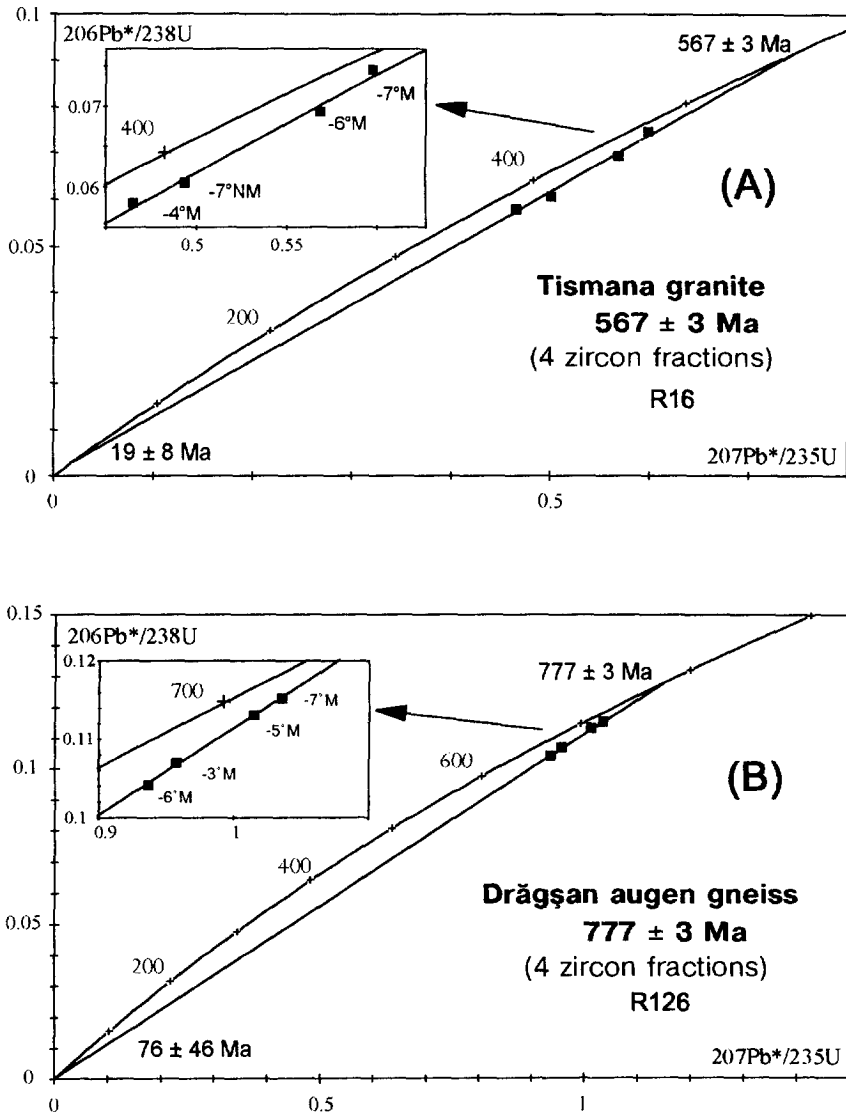 0.1
206Pb*/238U
567 ± 3 Ma
-7°M
0.07
-6°M
400
-7°NM
0.06
-4°M
0.5
0.55
400
(A)
0.05
Tismana granite
567 ± 3 Ma
(4 zircon fractions)
R16
200
19 ± 8 Ma
207Pb*/235U
0
0
0.5
0.15
206Pb*/238U
0.12
777 ± 3 Ma
700
-7°M
-5°M
0.11
-3°M
-6°M
0.1
0.9
1
600
0.1
(B)
400
Drăgşan augen gneiss
777 ± 3 Ma
(4 zircon fractions)
R126
0.05
200
76 ± 46 Ma
207Pb*/235U
0
0
0.5
1